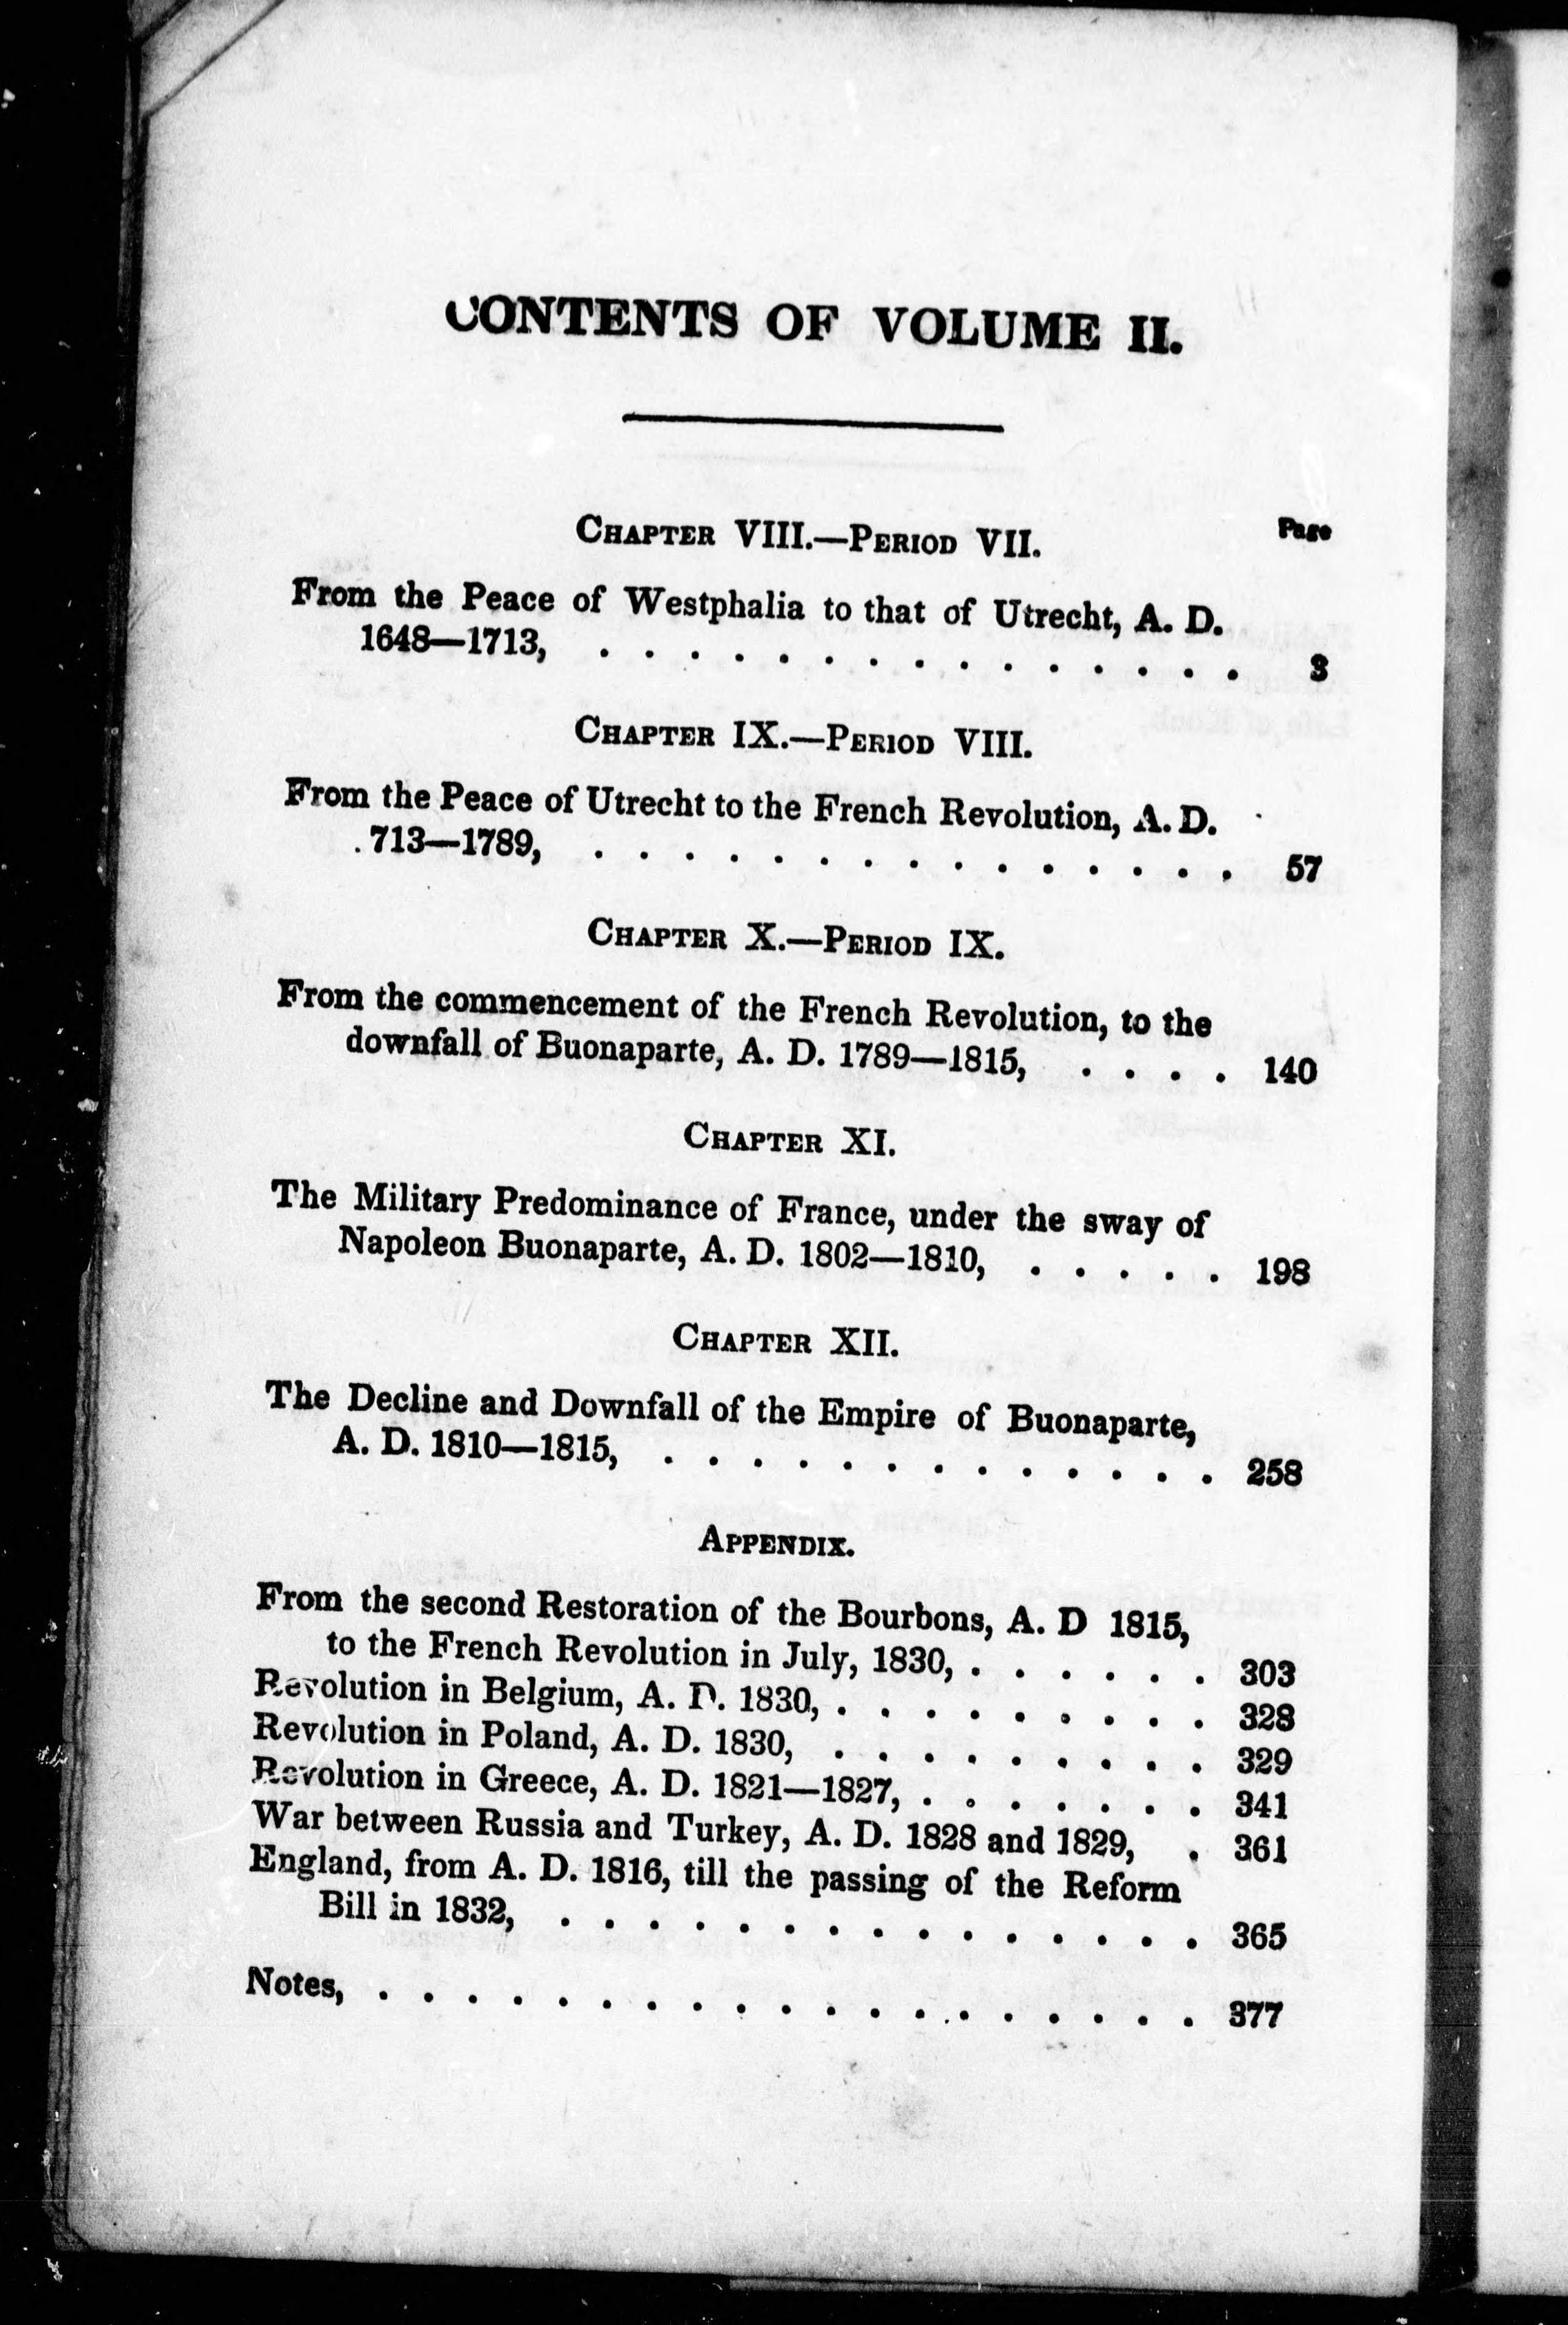 CONTENTS OF VOLUME II.
Page
CHAPTER VIII.—PERIOD VII.
From the Peace of Westphalia to that of Utrecht, A. D.
1648—1713, . . . . . . . . . . . . . . . 3
CHAPTER IX.—PERIOD VIII.
From the Peace of Utrecht to the French Revolution, A. D.
.713—1789, . . . . . . . . . . . . . . . 57
CHAPTER X.—PERIOD IX.
From the commencement of the French Revolution, to the
downfall of Buonaparte, A. D. 1789—1815, . . . . 140
CHAPTER XI.
The Military Predominance of France, under the sway of
Napoleon Buonaparte, A. D. 1802—1810, . . . . . 198
CHAPTER XII.
The Decline and Downfall of the Empire of Buonaparte,
A. D. 1810—1815, . . . . . . . . . . . . . 258
APPENDIX.
From the second Restoration of the Bourbons, A. D 1815,
to the French Revolution in July, 1830, . . . . . . 303
Revolution in Belgium, A. D. 1830, . . . . . . . . . 328
Revolution in Poland, A. D. 1830, . . . . . . . . . 329
Revolution in Greece, A. D. 1821—1827, . . . . . . . 341
War between Russia and Turkey, A. D. 1828 and 1829, . 361
England, from A. D. 1816, till the passing of the Reform
Bill in 1832, . . . . . . . . . . . . . . . 365
Notes, . . . . . . . . . . . . . . . . . . . 377